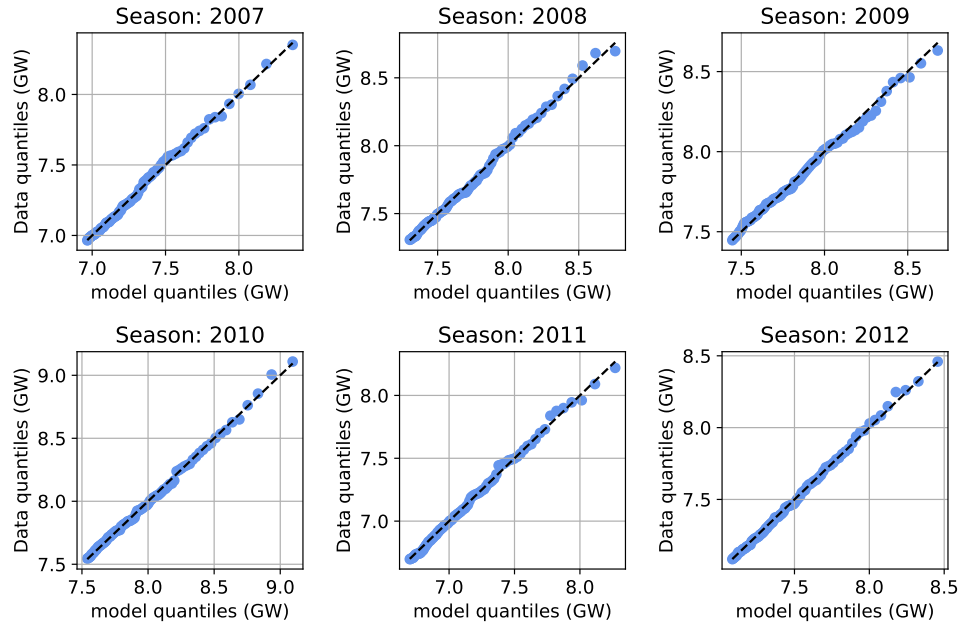 Season: 2007
Data quantiles (GW)
8.0
7.5
7.0
7.0 7.5 8.0
model quantiles (GW)
Season: 2008
Data quantiles (GW)
8.5
8.0
7.5
7.5 8.0 8.5
model quantiles (GW)
Season: 2009
Data quantiles (GW)
8.5
8.0
7.5
7.5 8.0 8.5
model quantiles (GW)
Season: 2010
Data quantiles (GW)
9.0
8.5
8.0
7.5
7.5 8.0 8.5 9.0
model quantiles (GW)
Season: 2011
Data quantiles (GW)
8.0
7.5
7.0
7.0 7.5 8.0
model quantiles (GW)
Season: 2012
Data quantiles (GW)
8.5
8.0
7.5
7.5 8.0 8.5
model quantiles (GW)